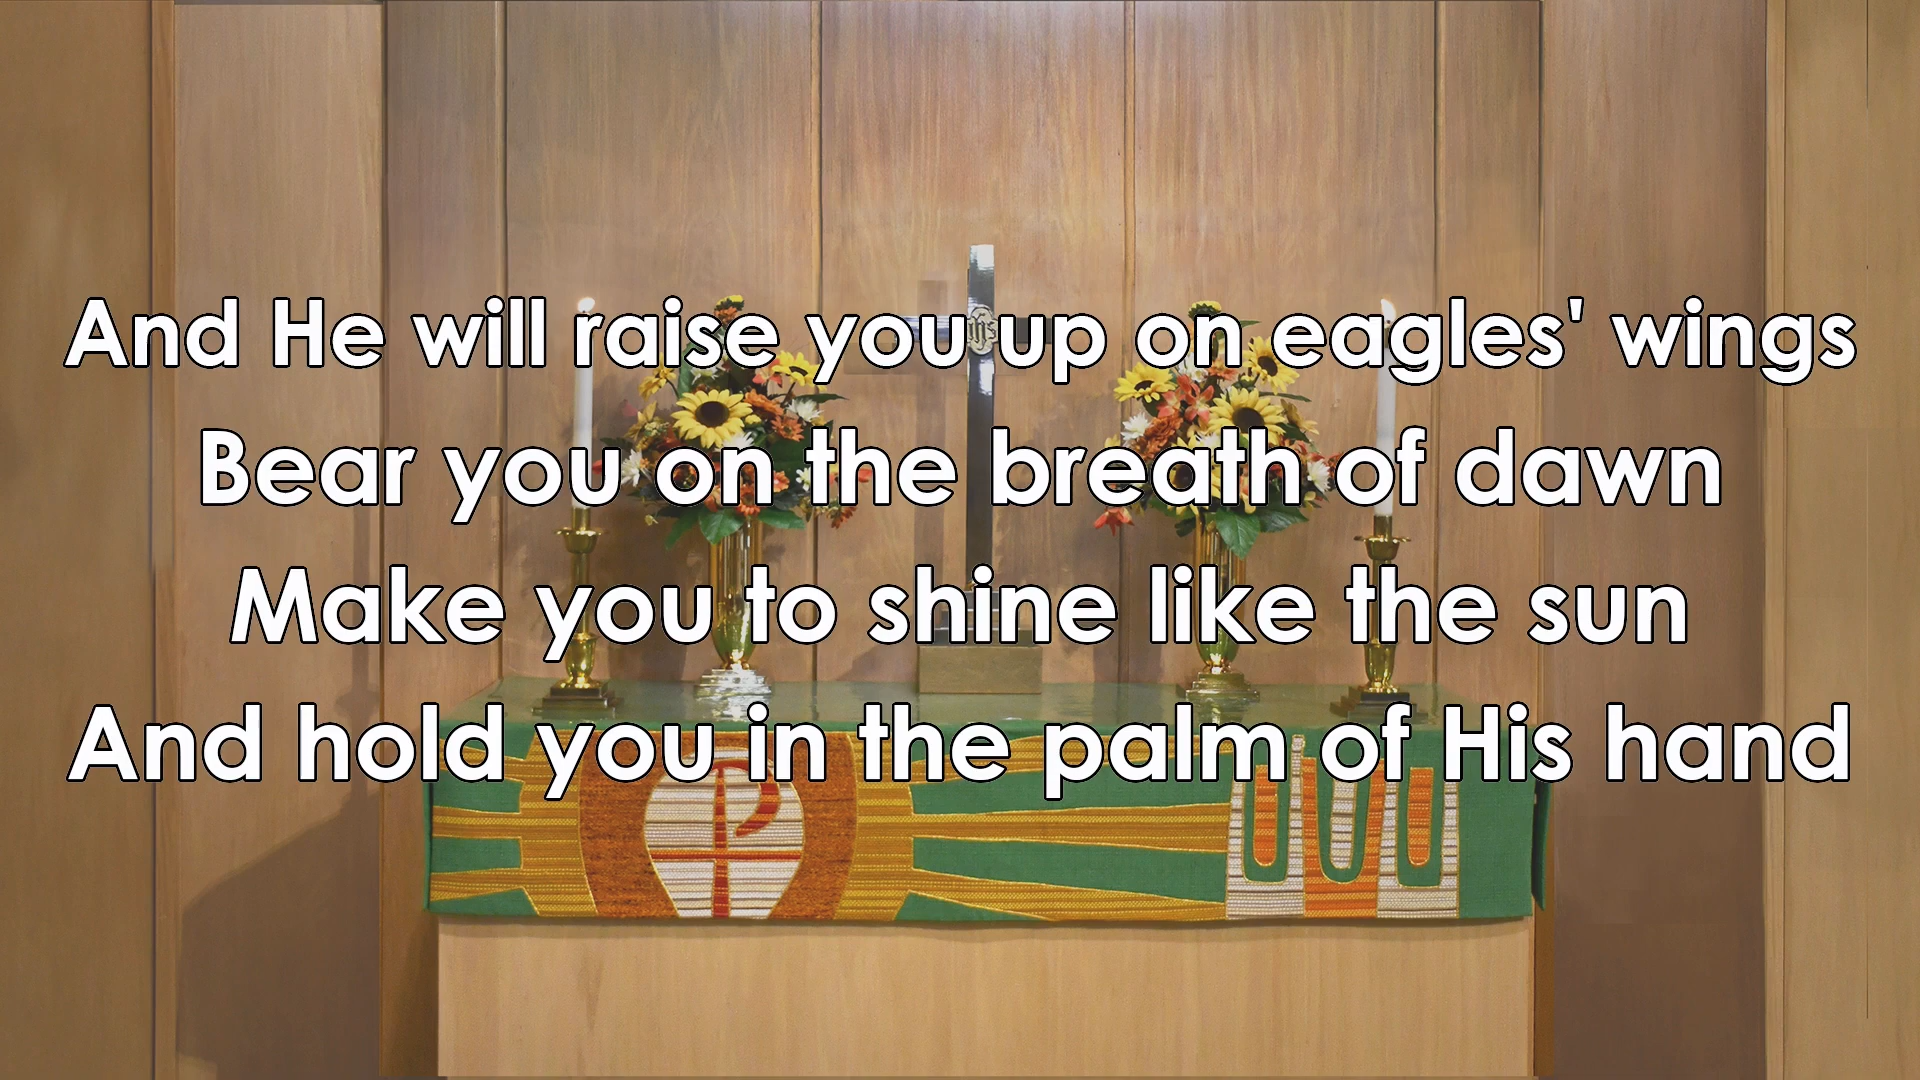 And He will raise you up on eagles' wings
Bear you on the breath of dawn
Make you to shine like the sun
And hold you in the palm of His hand